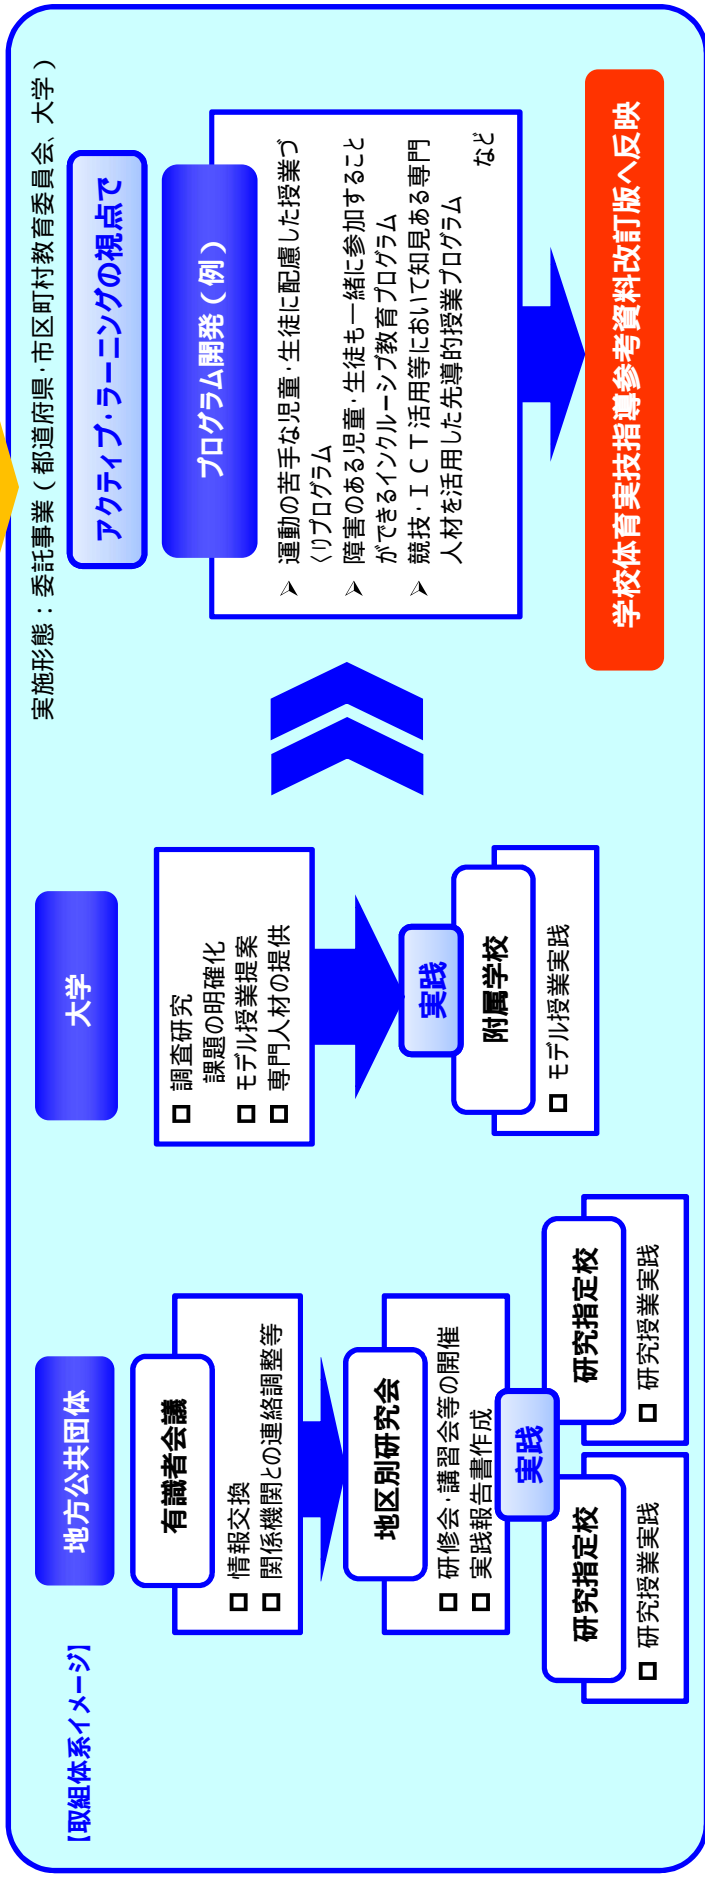 実施形態：委託事業（都道府県・市区町村教育委員会、大学）
【取組体系イメージ】
地方公共団体
有識者会議
□ 情報交換
□ 関係機関との連絡調整等
地区別研究会
□ 研修会・講習会等の開催
□ 実践報告書作成
実践
研究指定校
□ 研究授業実践
研究指定校
□ 研究授業実践
大学
□ 調査研究
課題の明確化
□ モデル授業提案
□ 専門人材の提供
実践
附属学校
□ モデル授業実践
アクティブ・ラーニングの視点で
プログラム開発（例）
➢ 運動の苦手な児童・生徒に配慮した授業づ
くりプログラム
➢ 障害のある児童・生徒も一緒に参加すること
ができるインクルーシブ教育プログラム
➢ 競技・ＩＣＴ活用等において知見ある専門
人材を活用した先導的授業プログラム
など
学校体育実技指導参考資料改訂版へ反映